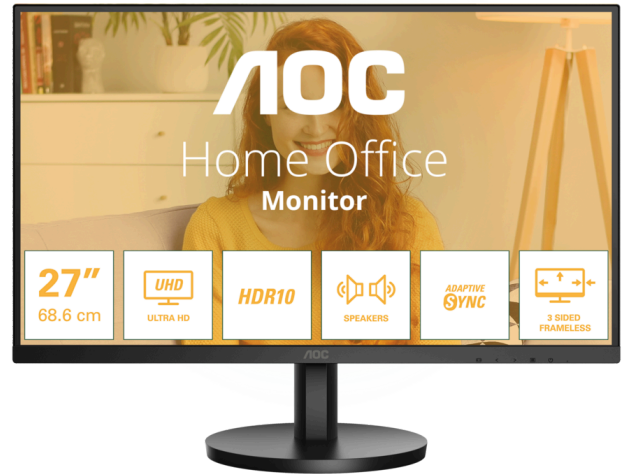 AOC
Home Office
Monitor
27"
68.6 cm
UHD
ULTRA HD
HDR10
SPEAKERS
ADAPTIVE
SYNC
3 SIDED
FRAMELESS
AOC